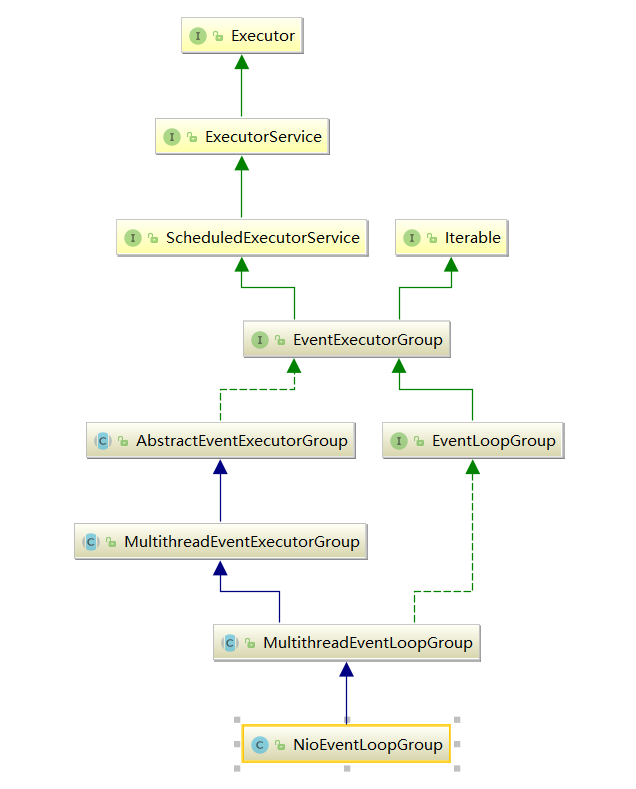 I Executor
I ExecutorService
I ScheduledExecutorService
I Iterable
I EventExecutorGroup
C AbstractEventExecutorGroup
I EventLoopGroup
C MultithreadEventExecutorGroup
C MultithreadEventLoopGroup
C NioEventLoopGroup